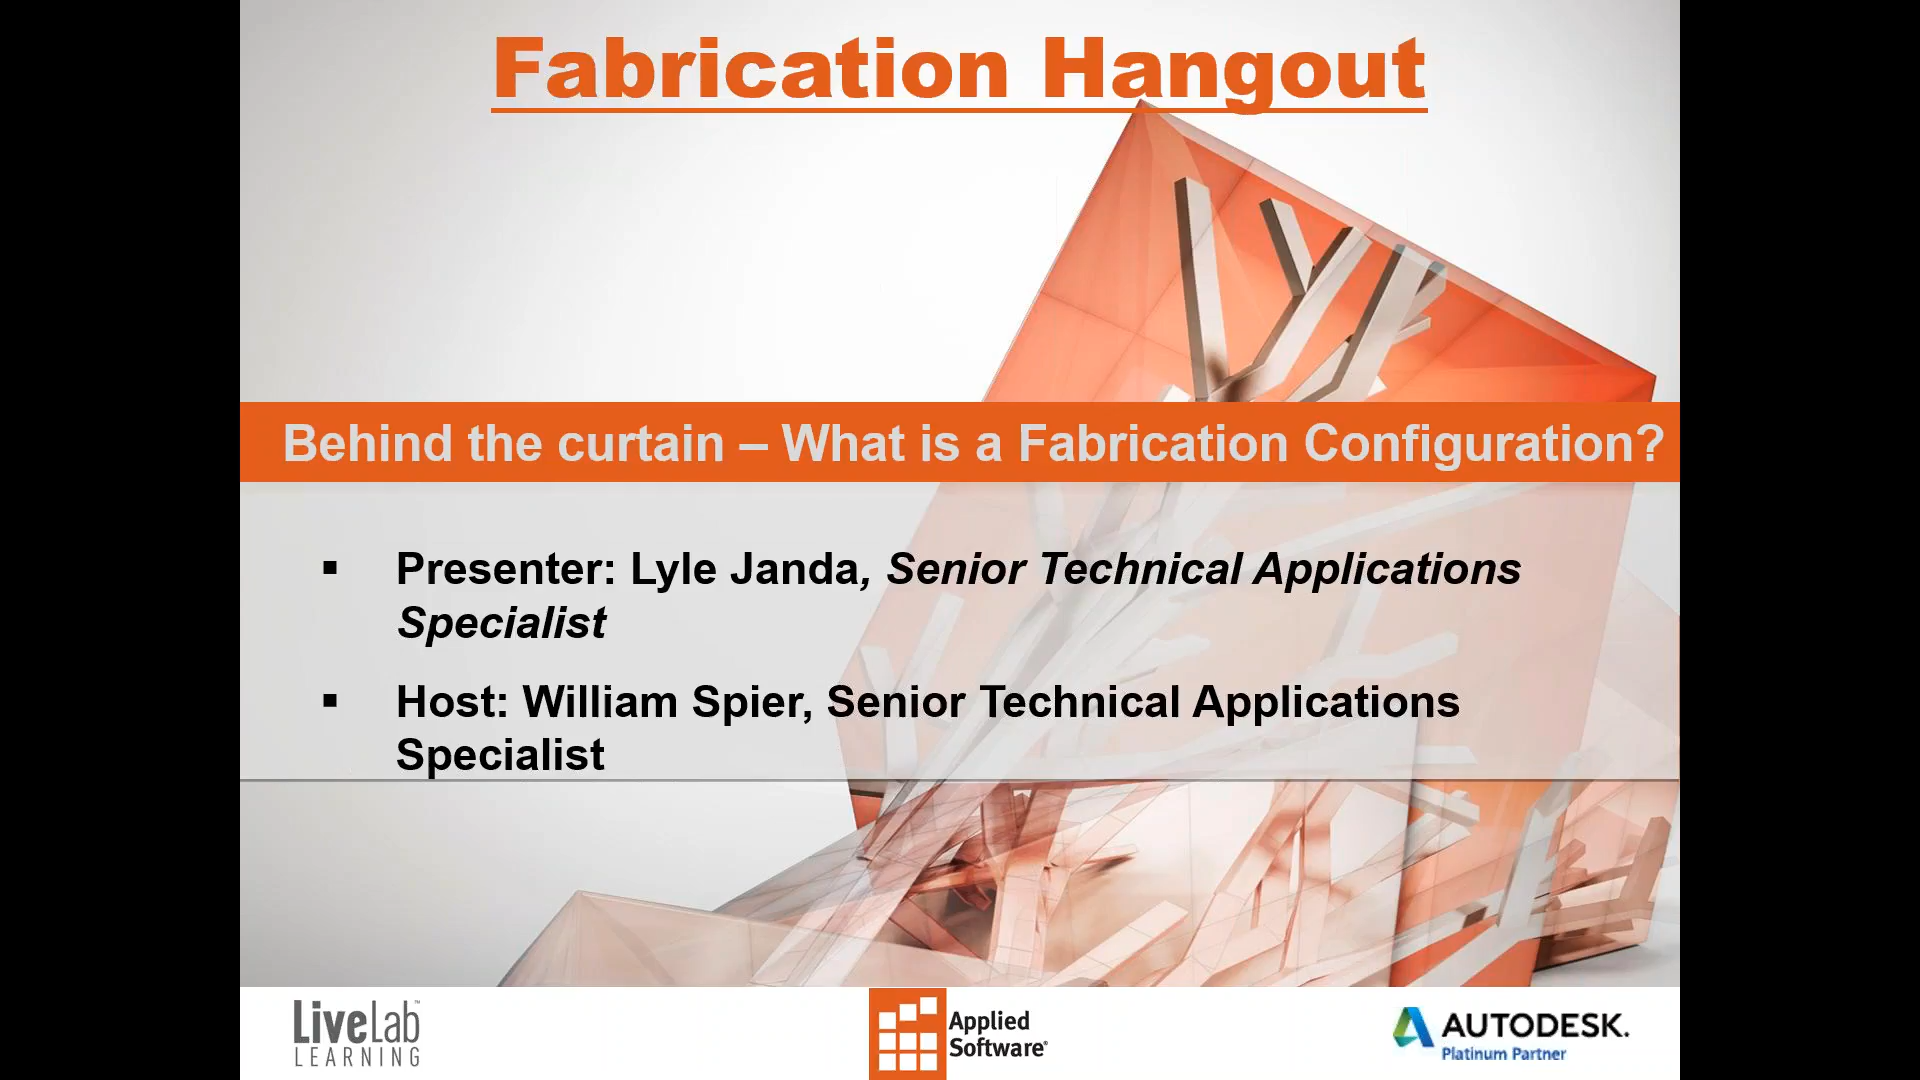 Fabrication Hangout
Behind the curtain – What is a Fabrication Configuration?
▪ Presenter: Lyle Janda, Senior Technical Applications
Specialist
▪ Host: William Spier, Senior Technical Applications
Specialist
LiveLab™
LEARNING
Applied
Software®
AUTODESK.
Platinum Partner